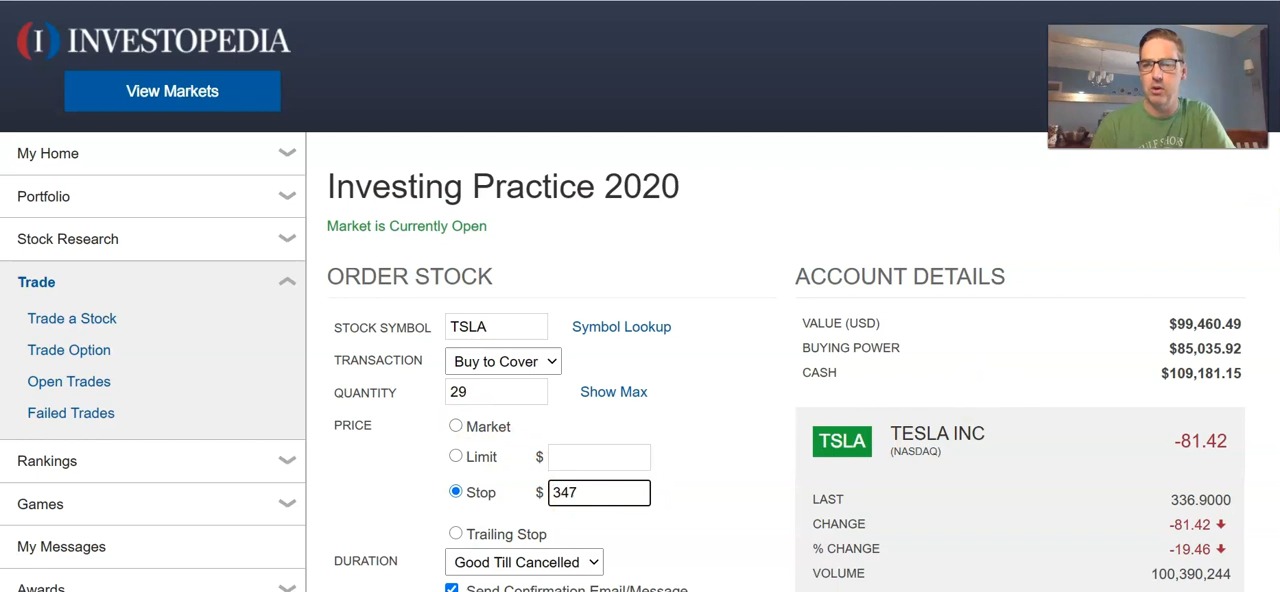 INVESTOPEDIA
View Markets
My Home
Portfolio
Stock Research
Trade
Trade a Stock
Trade Option
Open Trades
Failed Trades
Rankings
Games
My Messages
Awards
Investing Practice 2020
Market is Currently Open
ORDER STOCK
STOCK SYMBOL TSLA Symbol Lookup
TRANSACTION Buy to Cover
QUANTITY 29 Show Max
PRICE Market
Limit $
Stop $ 347
Trailing Stop
DURATION Good Till Cancelled
Send Confirmation Email/Message
ACCOUNT DETAILS
VALUE (USD) $99,460.49
BUYING POWER $85,035.92
CASH $109,181.15
TSLA TESLA INC -81.42
(NASDAQ)
LAST 336.9000
CHANGE -81.42
% CHANGE -19.46
VOLUME 100,390,244